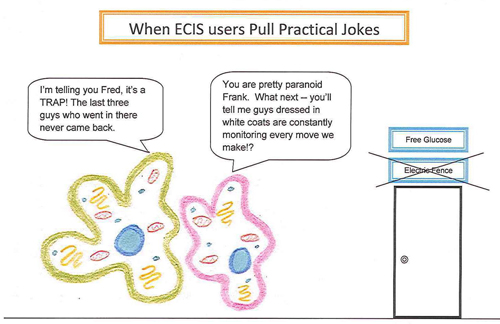 When ECIS users Pull Practical Jokes
I'm telling you Fred, it's a
TRAP! The last three
guys who went in there
never came back.
You are pretty paranoid
Frank. What next -- you'll
tell me guys dressed in
white coats are constantly
monitoring every move we
make!?
Free Glucose
Electric Fence